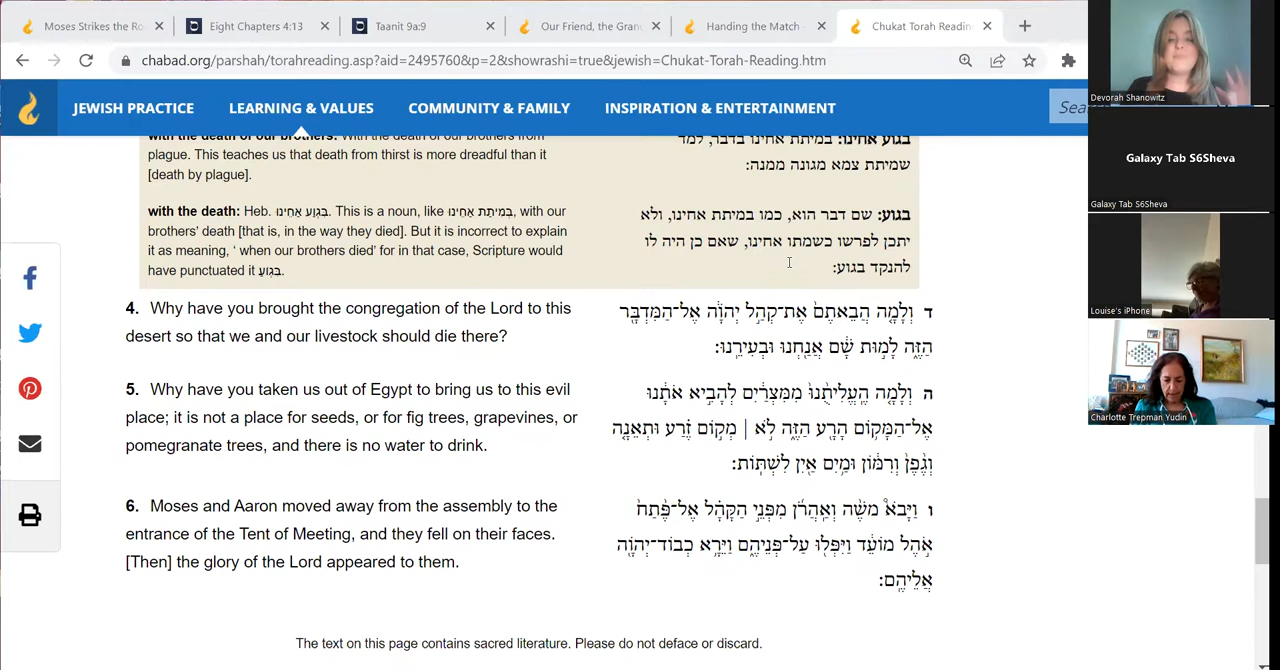 Moses Strikes the Ro
Eight Chapters 4:13
Taanit 9a:9
Our Friend, the Gran
Handing the Match -
Chukat Torah Readin
chabad.org/parshah/torahreading.asp?aid=2495760&p=2&showrashi=true&jewish=Chukat-Torah-Reading.htm
JEWISH PRACTICE LEARNING & VALUES COMMUNITY & FAMILY INSPIRATION & ENTERTAINMENT Sea
with the death of our brothers: With the death of our brothers from
plague. This teaches us that death from thirst is more dreadful than it
[death by plague].
בגוע אחינו: במיתת אחינו בדבר, למד
שמיתת צמא מגונה ממנה:
with the death: Heb. בִּגְוַע אַחֵינוּ. This is a noun, like בְּמִיתַת אַחֵינוּ, with our
brothers' death [that is, in the way they died]. But it is incorrect to explain
it as meaning, ' when our brothers died' for in that case, Scripture would
have punctuated it בִּגְוֹעַ.
בגוע: שם דבר הוא, כמו במיתת אחינו, ולא
יתכן לפרשו כשמתו אחינו, שאם כן היה לו
להנקד בגוע:
4. Why have you brought the congregation of the Lord to this
desert so that we and our livestock should die there?
ד וְלָמָ֤ה הֲבֵאתֶם֙ אֶת־קְהַ֣ל יְהֹוָ֔ה אֶל־הַמִּדְבָּ֖ר
הַזֶּ֑ה לָמ֣וּת שָׁ֔ם אֲנַ֖חְנוּ וּבְעִירֵֽנוּ:
5. Why have you taken us out of Egypt to bring us to this evil
place; it is not a place for seeds, or for fig trees, grapevines, or
pomegranate trees, and there is no water to drink.
ה וְלָמָ֤ה הֶֽעֱלִיתֻ֙נוּ֙ מִמִּצְרַ֔יִם לְהָבִ֣יא אֹתָ֔נוּ
אֶל־הַמָּק֥וֹם הָרָ֖ע הַזֶּ֑ה לֹ֣א | מְק֣וֹם זֶ֗רַע וּתְאֵנָ֤ה
וְגֶ֨פֶן֙ וְרִמּ֔וֹן וּמַ֥יִם אַ֖יִן לִשְׁתּֽוֹת:
6. Moses and Aaron moved away from the assembly to the
entrance of the Tent of Meeting, and they fell on their faces.
[Then] the glory of the Lord appeared to them.
ו וַיָּבֹא֩ משֶׁ֨ה וְאַֽהֲרֹ֜ן מִפְּנֵ֣י הַקָּהָ֗ל אֶל־פֶּ֨תַח֙
אֹ֣הֶל מוֹעֵ֔ד וַיִּפְּל֖וּ עַל־פְּנֵיהֶ֑ם וַיֵּרָ֥א כְבוֹד־יְהֹוָ֖ה
אֲלֵיהֶֽם:
The text on this page contains sacred literature. Please do not deface or discard.
Devorah Shanowitz
Galaxy Tab S6Sheva
Galaxy Tab S6Sheva
Louise's iPhone
Charlotte Trepman Yudin